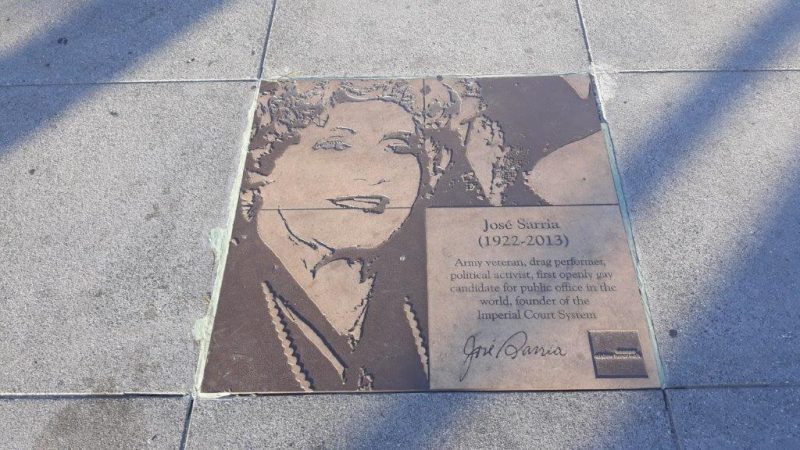 José Sarria
(1922-2013)
Army veteran, drag performer,
political activist, first openly gay
candidate for public office in the
world, founder of the
Imperial Court System
José Sarria